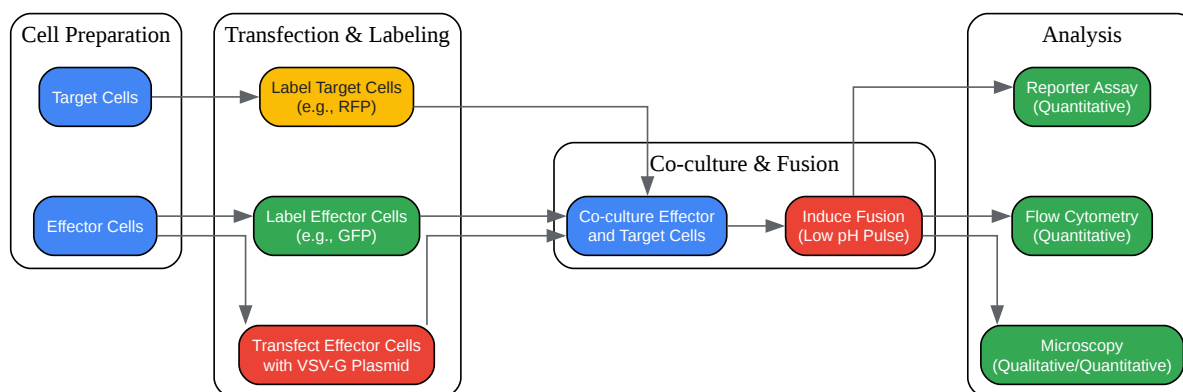 Cell Preparation
Target Cells
Effector Cells
Transfection & Labeling
Label Target Cells
(e.g., RFP)
Label Effector Cells
(e.g., GFP)
Transfect Effector Cells
with VSV-G Plasmid
Co-culture & Fusion
Co-culture Effector
and Target Cells
Induce Fusion
(Low pH Pulse)
Analysis
Reporter Assay
(Quantitative)
Flow Cytometry
(Quantitative)
Microscopy
(Qualitative/Quantitative)